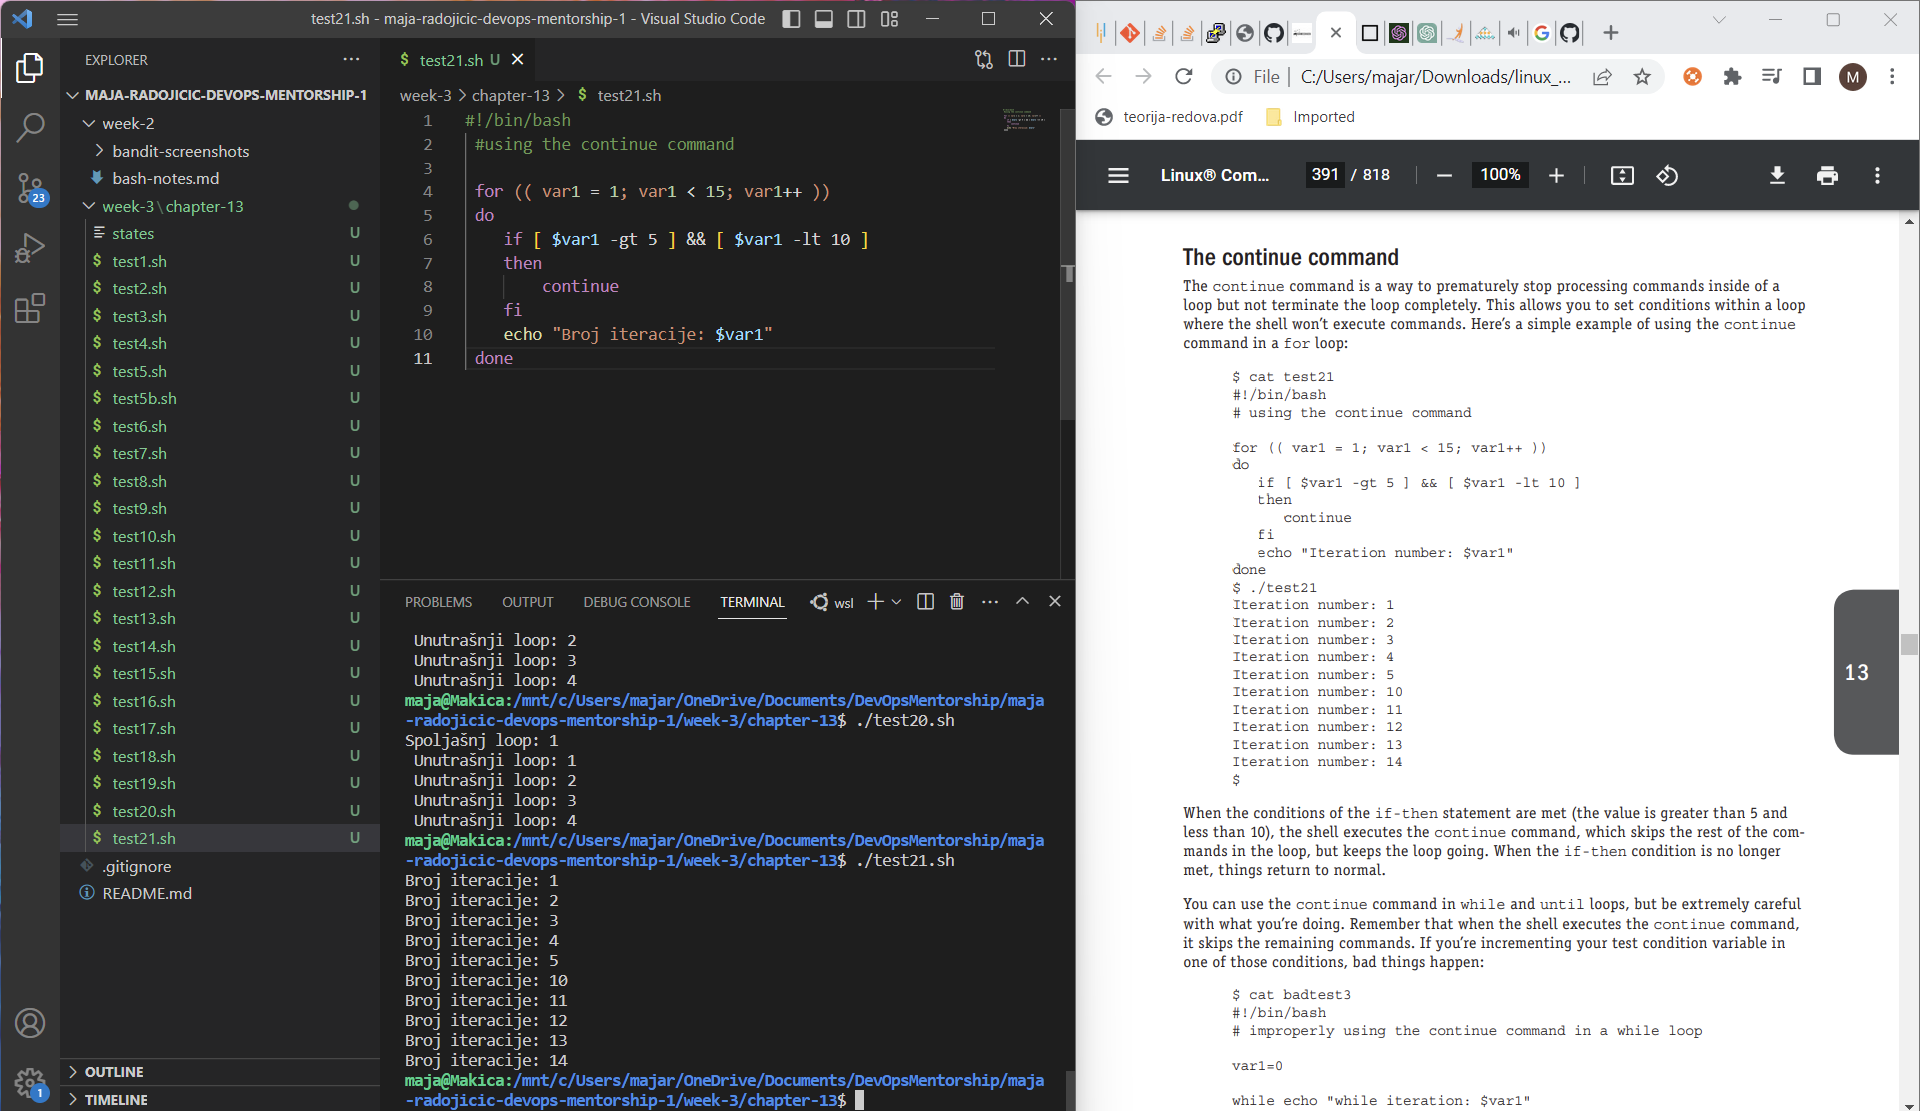 test21.sh - maja-radojicic-devops-mentorship-1 - Visual Studio Code
EXPLORER
MAJA-RADOJICIC-DEVOPS-MENTORSHIP-1
week-2
bandit-screenshots
bash-notes.md
23
week-3\chapter-13
states U
$ test1.sh U
$ test2.sh U
$ test3.sh U
$ test4.sh U
$ test5.sh U
$ test5b.sh U
$ test6.sh U
$ test7.sh U
$ test8.sh U
$ test9.sh U
$ test10.sh U
$ test11.sh U
$ test12.sh U
$ test13.sh U
$ test14.sh U
$ test15.sh U
$ test16.sh U
$ test17.sh U
$ test18.sh U
$ test19.sh U
$ test20.sh U
$ test21.sh U
.gitignore
README.md
OUTLINE
1
TIMELINE
$ test21.sh U
week-3 > chapter-13 > $ test21.sh
1 #!/bin/bash
2 #using the continue command
3
4 for (( var1 = 1; var1 < 15; var1++ ))
5 do
6 if [ $var1 -gt 5 ] && [ $var1 -lt 10 ]
7 then
8 continue
9 fi
10 echo "Broj iteracije: $var1"
11 done
PROBLEMS OUTPUT DEBUG CONSOLE TERMINAL wsl
Unutrašnji loop: 2
Unutrašnji loop: 3
Unutrašnji loop: 4
maja@Makica:/mnt/c/Users/majar/OneDrive/Documents/DevOpsMentorship/maja
-radojicic-devops-mentorship-1/week-3/chapter-13$ ./test20.sh
Spoljašnj loop: 1
Unutrašnji loop: 1
Unutrašnji loop: 2
Unutrašnji loop: 3
Unutrašnji loop: 4
maja@Makica:/mnt/c/Users/majar/OneDrive/Documents/DevOpsMentorship/maja
-radojicic-devops-mentorship-1/week-3/chapter-13$ ./test21.sh
Broj iteracije: 1
Broj iteracije: 2
Broj iteracije: 3
Broj iteracije: 4
Broj iteracije: 5
Broj iteracije: 10
Broj iteracije: 11
Broj iteracije: 12
Broj iteracije: 13
Broj iteracije: 14
maja@Makica:/mnt/c/Users/majar/OneDrive/Documents/DevOpsMentorship/maja
-radojicic-devops-mentorship-1/week-3/chapter-13$
File | C:/Users/majar/Downloads/linux_...
M
teorija-redova.pdf Imported
Linux® Com... 391 / 818 100%
The continue command
The continue command is a way to prematurely stop processing commands inside of a
loop but not terminate the loop completely. This allows you to set conditions within a loop
where the shell won't execute commands. Here's a simple example of using the continue
command in a for loop:
$ cat test21
#!/bin/bash
# using the continue command
for (( var1 = 1; var1 < 15; var1++ ))
do
if [ $var1 -gt 5 ] && [ $var1 -lt 10 ]
then
continue
fi
echo "Iteration number: $var1"
done
$ ./test21
Iteration number: 1
Iteration number: 2
Iteration number: 3
Iteration number: 4
Iteration number: 5
Iteration number: 10
Iteration number: 11
Iteration number: 12
Iteration number: 13
Iteration number: 14
$
13
When the conditions of the if-then statement are met (the value is greater than 5 and
less than 10), the shell executes the continue command, which skips the rest of the com-
mands in the loop, but keeps the loop going. When the if-then condition is no longer
met, things return to normal.
You can use the continue command in while and until loops, but be extremely careful
with what you're doing. Remember that when the shell executes the continue command,
it skips the remaining commands. If you're incrementing your test condition variable in
one of those conditions, bad things happen:
$ cat badtest3
#!/bin/bash
# improperly using the continue command in a while loop
var1=0
while echo "while iteration: $var1"